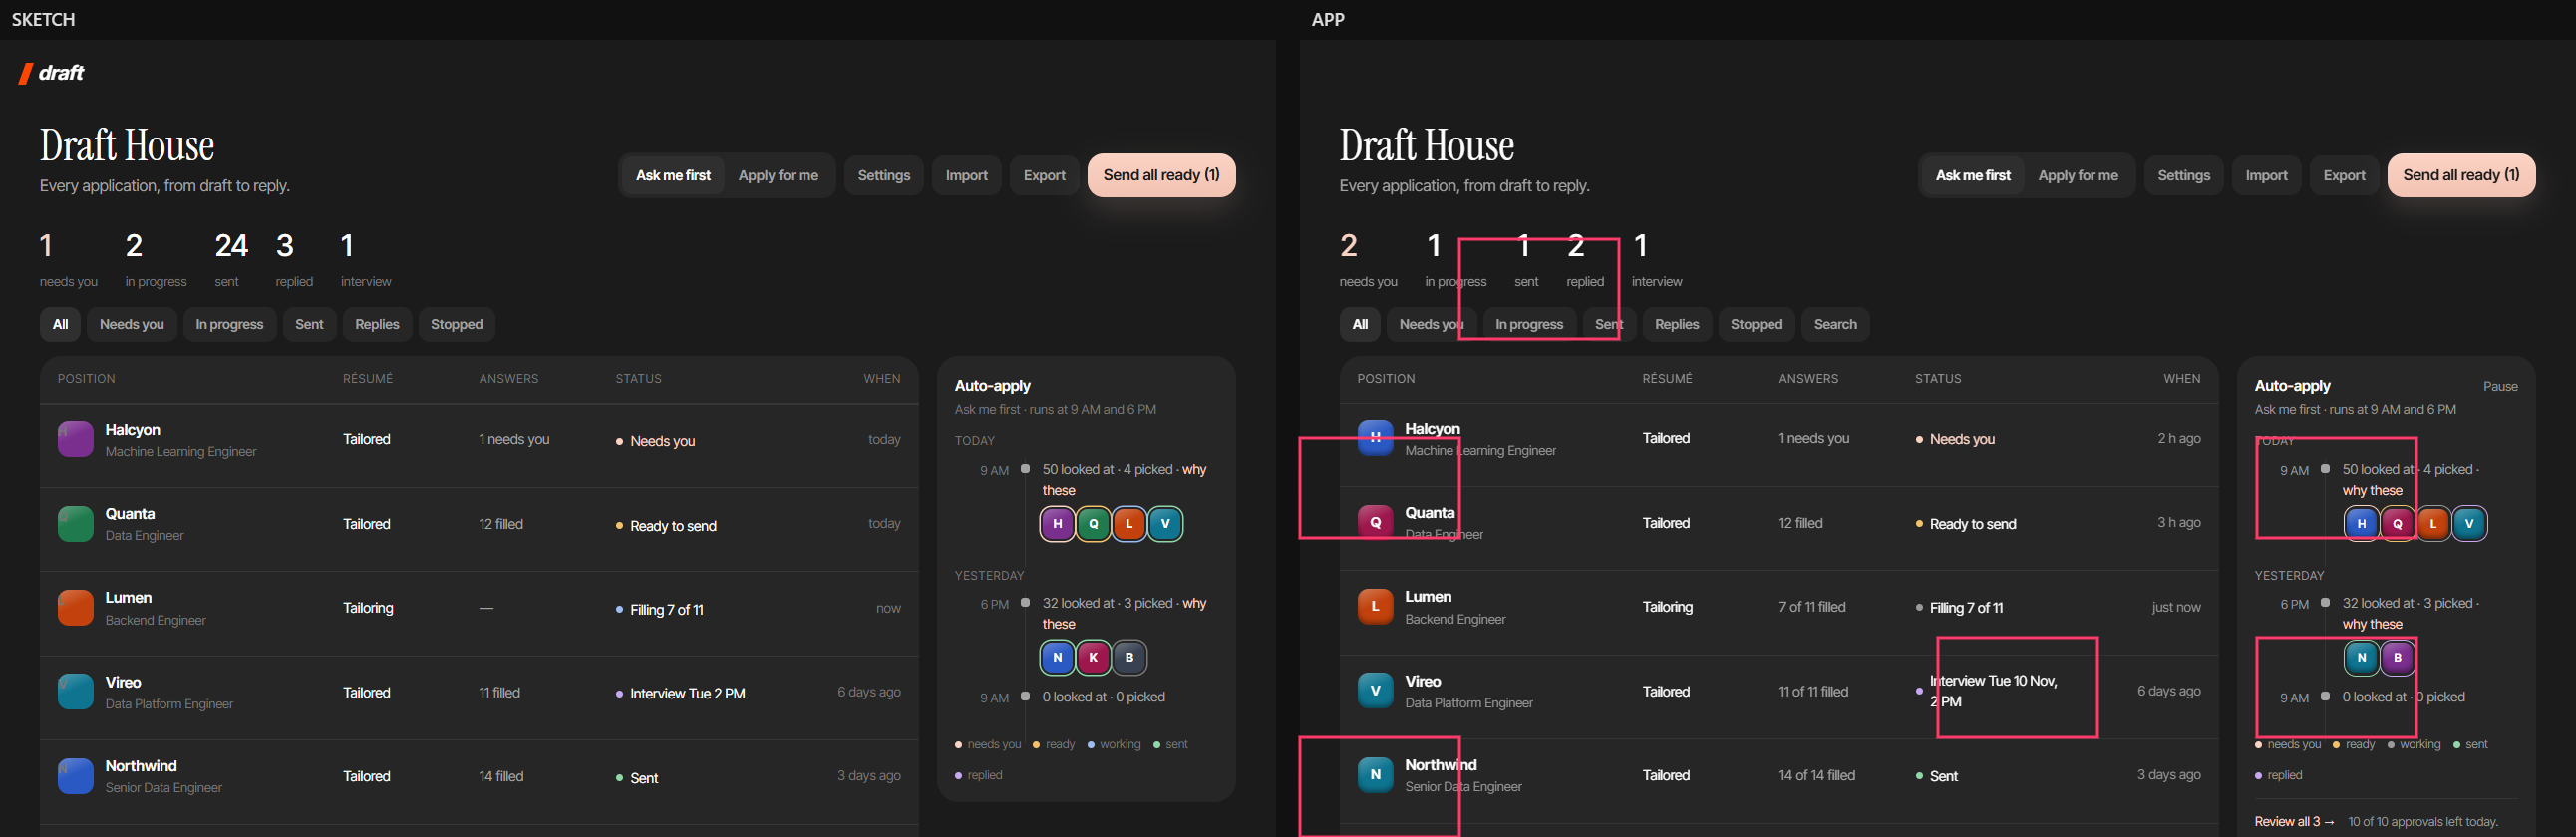 SKETCH
draft
Draft House
Every application, from draft to reply.
Ask me first Apply for me Settings Import Export Send all ready (1)
1 2 24 3 1
needs you in progress sent replied interview
All Needs you In progress Sent Replies Stopped
POSITION RÉSUMÉ ANSWERS STATUS WHEN
Halcyon
Machine Learning Engineer
Tailored 1 needs you Needs you today
Quanta
Data Engineer
Tailored 12 filled Ready to send today
Lumen
Backend Engineer
Tailoring — Filling 7 of 11 now
Vireo
Data Platform Engineer
Tailored 11 filled Interview Tue 2 PM 6 days ago
Northwind
Senior Data Engineer
Tailored 14 filled Sent 3 days ago
Auto-apply
Ask me first · runs at 9 AM and 6 PM
TODAY
9 AM 50 looked at · 4 picked · why
these
H Q L V
YESTERDAY
6 PM 32 looked at · 3 picked · why
these
N K B
9 AM 0 looked at · 0 picked
needs you ready working sent
replied
APP
Draft House
Every application, from draft to reply.
Ask me first Apply for me Settings Import Export Send all ready (1)
2 1 1 2 1
needs you in progress sent replied interview
All Needs you In progress Sent Replies Stopped Search
POSITION RÉSUMÉ ANSWERS STATUS WHEN
H Halcyon
Machine Learning Engineer
Tailored 1 needs you Needs you 2 h ago
Q Quanta
Data Engineer
Tailored 12 filled Ready to send 3 h ago
L Lumen
Backend Engineer
Tailoring 7 of 11 filled Filling 7 of 11 just now
V Vireo
Data Platform Engineer
Tailored 11 of 11 filled Interview Tue 10 Nov,
2 PM
6 days ago
N Northwind
Senior Data Engineer
Tailored 14 of 14 filled Sent 3 days ago
Auto-apply Pause
Ask me first · runs at 9 AM and 6 PM
TODAY
9 AM 50 looked at · 4 picked ·
why these
H Q L V
YESTERDAY
6 PM 32 looked at · 3 picked ·
why these
N B
9 AM 0 looked at · 0 picked
needs you ready working sent
replied
Review all 3 → 10 of 10 approvals left today.